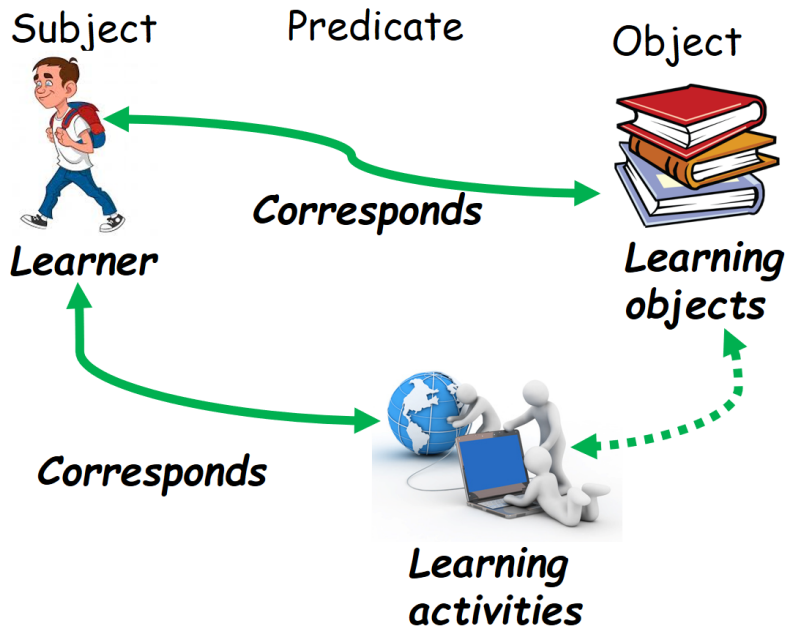 Subject
Predicate
Object
Corresponds
Learner
Learning
objects
Corresponds
Learning
activities